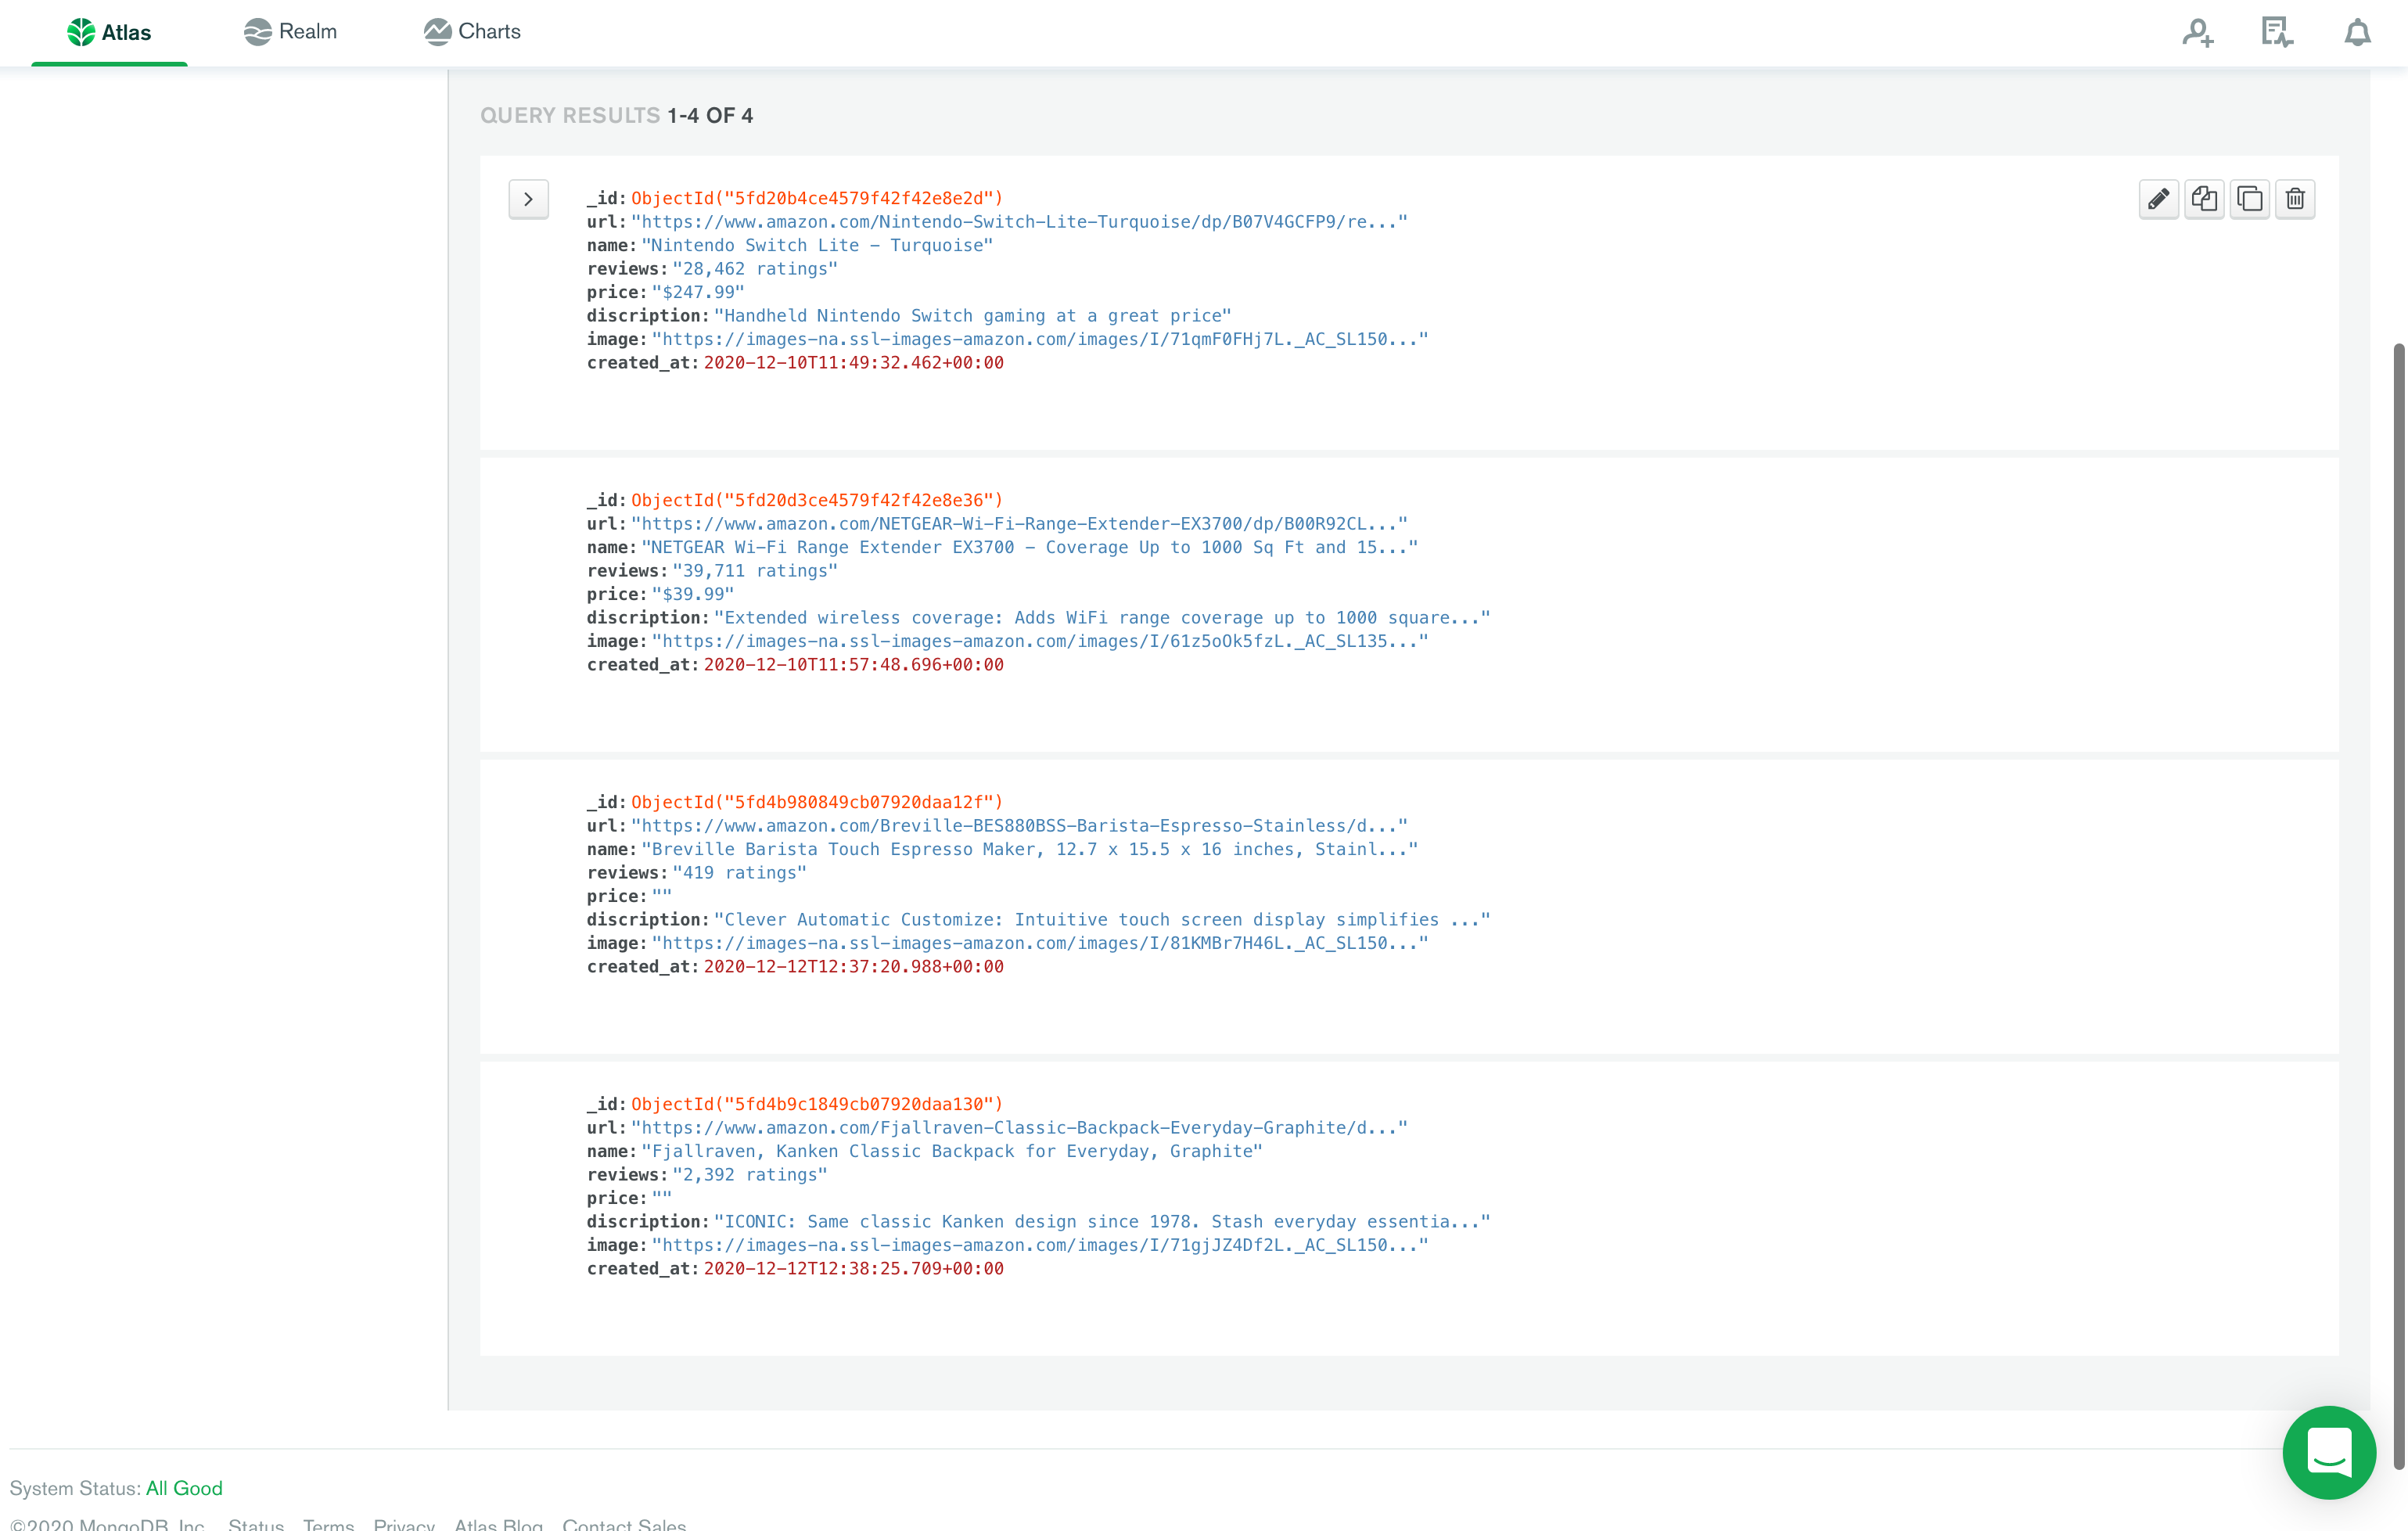 Atlas
Realm
Charts
QUERY RESULTS 1-4 OF 4
_id: ObjectId("5fd20b4ce4579f42f42e8e2d")
url: "https://www.amazon.com/Nintendo-Switch-Lite-Turquoise/dp/B07V4GCFP9/re..."
name: "Nintendo Switch Lite - Turquoise"
reviews: "28,462 ratings"
price: "$247.99"
discription: "Handheld Nintendo Switch gaming at a great price"
image: "https://images-na.ssl-images-amazon.com/images/I/71qmF0FHj7L._AC_SL150..."
created_at: 2020-12-10T11:49:32.462+00:00
_id: ObjectId("5fd20d3ce4579f42f42e8e36")
url: "https://www.amazon.com/NETGEAR-Wi-Fi-Range-Extender-EX3700/dp/B00R92CL..."
name: "NETGEAR Wi-Fi Range Extender EX3700 - Coverage Up to 1000 Sq Ft and 15..."
reviews: "39,711 ratings"
price: "$39.99"
discription: "Extended wireless coverage: Adds WiFi range coverage up to 1000 square..."
image: "https://images-na.ssl-images-amazon.com/images/I/61z5oOk5fzL._AC_SL135..."
created_at: 2020-12-10T11:57:48.696+00:00
_id: ObjectId("5fd4b980849cb07920daa12f")
url: "https://www.amazon.com/Breville-BES880BSS-Barista-Espresso-Stainless/d..."
name: "Breville Barista Touch Espresso Maker, 12.7 x 15.5 x 16 inches, Stainl..."
reviews: "419 ratings"
price: ""
discription: "Clever Automatic Customize: Intuitive touch screen display simplifies ..."
image: "https://images-na.ssl-images-amazon.com/images/I/81KMBr7H46L._AC_SL150..."
created_at: 2020-12-12T12:37:20.988+00:00
_id: ObjectId("5fd4b9c1849cb07920daa130")
url: "https://www.amazon.com/Fjallraven-Classic-Backpack-Everyday-Graphite/d..."
name: "Fjallraven, Kanken Classic Backpack for Everyday, Graphite"
reviews: "2,392 ratings"
price: ""
discription: "ICONIC: Same classic Kanken design since 1978. Stash everyday essentia..."
image: "https://images-na.ssl-images-amazon.com/images/I/71gjJZ4Df2L._AC_SL150..."
created_at: 2020-12-12T12:38:25.709+00:00
System Status: All Good
©2020 MongoDB, Inc. Status Terms Privacy Atlas Blog Contact Sales